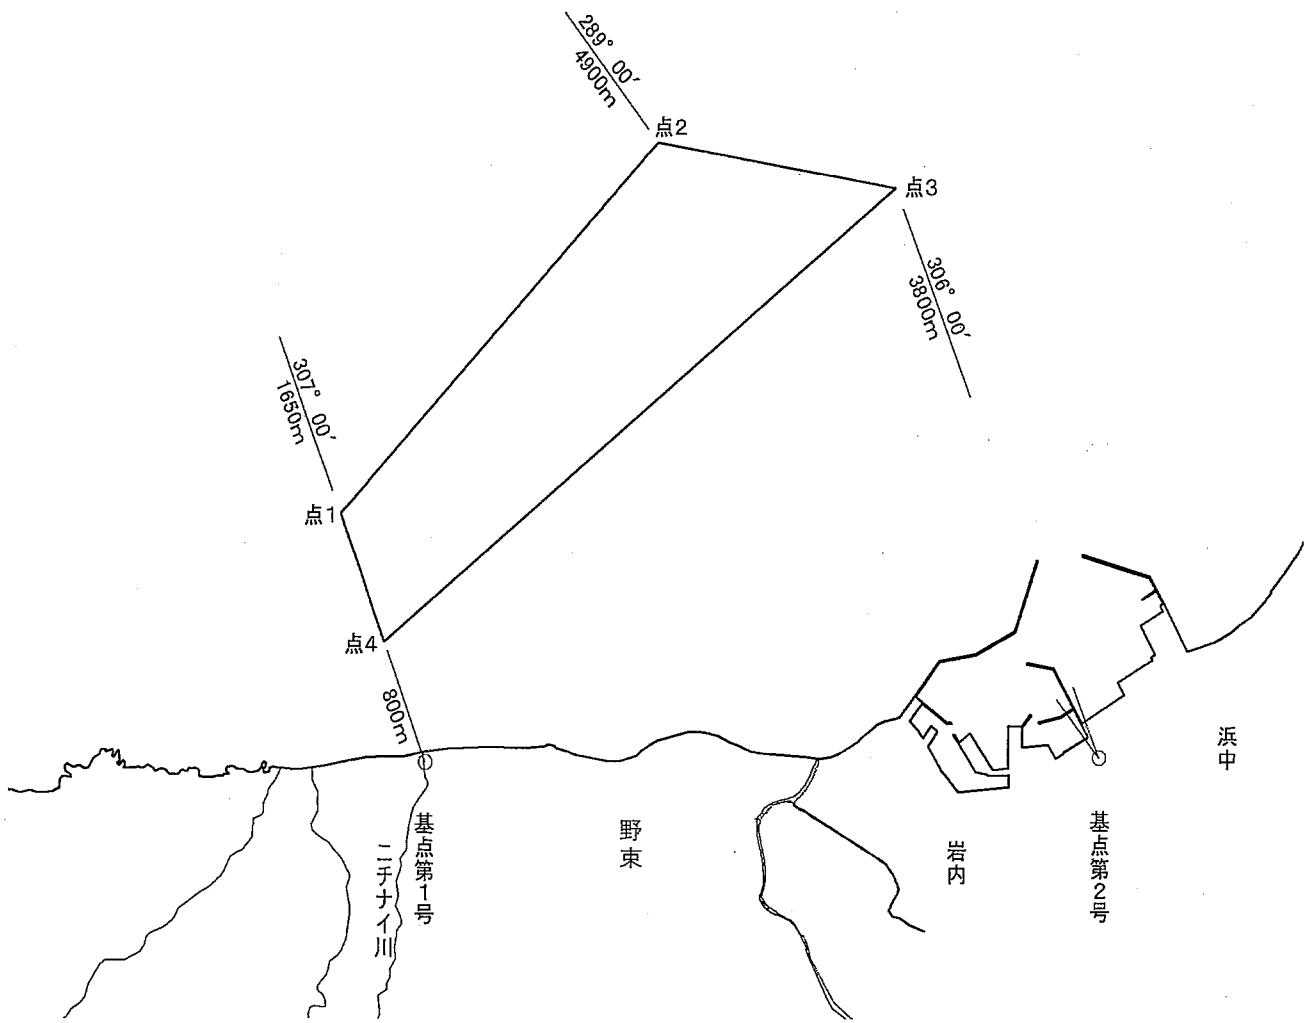 289° 00′
4900m
点2
点3
306° 00′
3800m
307° 00′
1650m
点1
点4
800m
浜中
基点第1号
ニチナイ川
野束
岩内
基点第2号